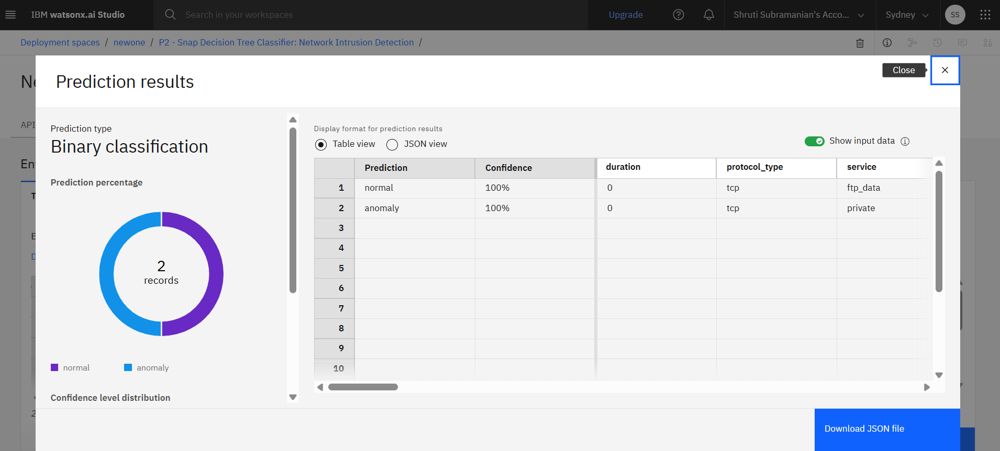 IBM watsonx.ai Studio
Search in your workspaces
Upgrade
Shruti Subramanian's Acco...
Sydney
SS
Deployment spaces / newone / P2 - Snap Decision Tree Classifier: Network Intrusion Detection /
Close
Prediction results
API
Prediction type
Binary classification
Prediction percentage
2
records
normal
anomaly
Confidence level distribution
Display format for prediction results
Table view
JSON view
Show input data
Prediction Confidence duration protocol_type service
1 normal 100% 0 tcp ftp_data
2 anomaly 100% 0 tcp private
3
4
5
6
7
8
9
10
Download JSON file